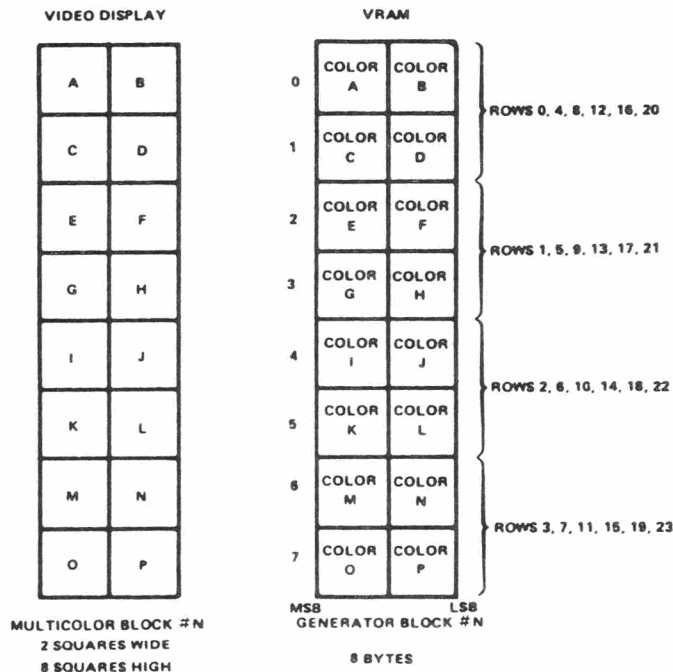 VIDEO DISPLAY
A B
C D
E F
G H
I J
K L
M N
O P
MULTICOLOR BLOCK #N
2 SQUARES WIDE
8 SQUARES HIGH
VRAM
0 COLOR A COLOR B
1 COLOR C COLOR D
ROWS 0, 4, 8, 12, 16, 20
2 COLOR E COLOR F
3 COLOR G COLOR H
ROWS 1, 5, 9, 13, 17, 21
4 COLOR I COLOR J
5 COLOR K COLOR L
ROWS 2, 6, 10, 14, 18, 22
6 COLOR M COLOR N
7 COLOR O COLOR P
ROWS 3, 7, 11, 15, 19, 23
MSB LSB
GENERATOR BLOCK #N
8 BYTES